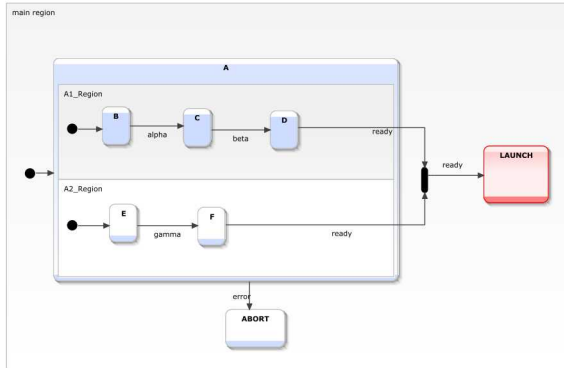 main region
A
A1_Region
B
C
D
alpha
beta
ready
ready
LAUNCH
A2_Region
E
F
gamma
ready
error
ABORT